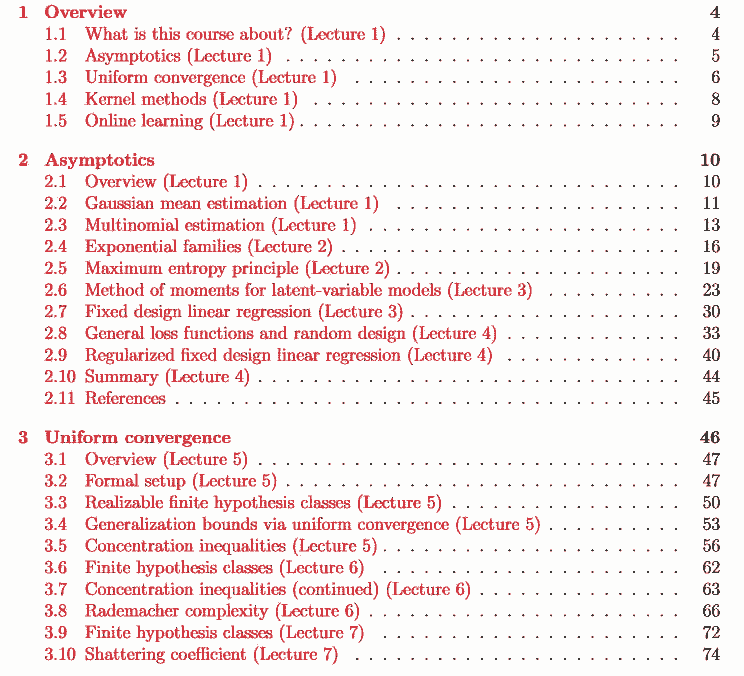 1 Overview 4
1.1 What is this course about? (Lecture 1) . . . . . . . . . . . . . . . . . . . . . 4
1.2 Asymptotics (Lecture 1) . . . . . . . . . . . . . . . . . . . . . . . . . . . . . 5
1.3 Uniform convergence (Lecture 1) . . . . . . . . . . . . . . . . . . . . . . . . 6
1.4 Kernel methods (Lecture 1) . . . . . . . . . . . . . . . . . . . . . . . . . . . 8
1.5 Online learning (Lecture 1) . . . . . . . . . . . . . . . . . . . . . . . . . . . . 9
2 Asymptotics 10
2.1 Overview (Lecture 1) . . . . . . . . . . . . . . . . . . . . . . . . . . . . . . . 10
2.2 Gaussian mean estimation (Lecture 1) . . . . . . . . . . . . . . . . . . . . . 11
2.3 Multinomial estimation (Lecture 1) . . . . . . . . . . . . . . . . . . . . . . . 13
2.4 Exponential families (Lecture 2) . . . . . . . . . . . . . . . . . . . . . . . . . 16
2.5 Maximum entropy principle (Lecture 2) . . . . . . . . . . . . . . . . . . . . . 19
2.6 Method of moments for latent-variable models (Lecture 3) . . . . . . . . . . 23
2.7 Fixed design linear regression (Lecture 3) . . . . . . . . . . . . . . . . . . . . 30
2.8 General loss functions and random design (Lecture 4) . . . . . . . . . . . . . 33
2.9 Regularized fixed design linear regression (Lecture 4) . . . . . . . . . . . . . 40
2.10 Summary (Lecture 4) . . . . . . . . . . . . . . . . . . . . . . . . . . . . . . . 44
2.11 References . . . . . . . . . . . . . . . . . . . . . . . . . . . . . . . . . . . . . 45
3 Uniform convergence 46
3.1 Overview (Lecture 5) . . . . . . . . . . . . . . . . . . . . . . . . . . . . . . . 47
3.2 Formal setup (Lecture 5) . . . . . . . . . . . . . . . . . . . . . . . . . . . . . 47
3.3 Realizable finite hypothesis classes (Lecture 5) . . . . . . . . . . . . . . . . . 50
3.4 Generalization bounds via uniform convergence (Lecture 5) . . . . . . . . . . 53
3.5 Concentration inequalities (Lecture 5) . . . . . . . . . . . . . . . . . . . . . . 56
3.6 Finite hypothesis classes (Lecture 6) . . . . . . . . . . . . . . . . . . . . . . 62
3.7 Concentration inequalities (continued) (Lecture 6) . . . . . . . . . . . . . . . 63
3.8 Rademacher complexity (Lecture 6) . . . . . . . . . . . . . . . . . . . . . . . 66
3.9 Finite hypothesis classes (Lecture 7) . . . . . . . . . . . . . . . . . . . . . . 72
3.10 Shattering coefficient (Lecture 7) . . . . . . . . . . . . . . . . . . . . . . . . 74